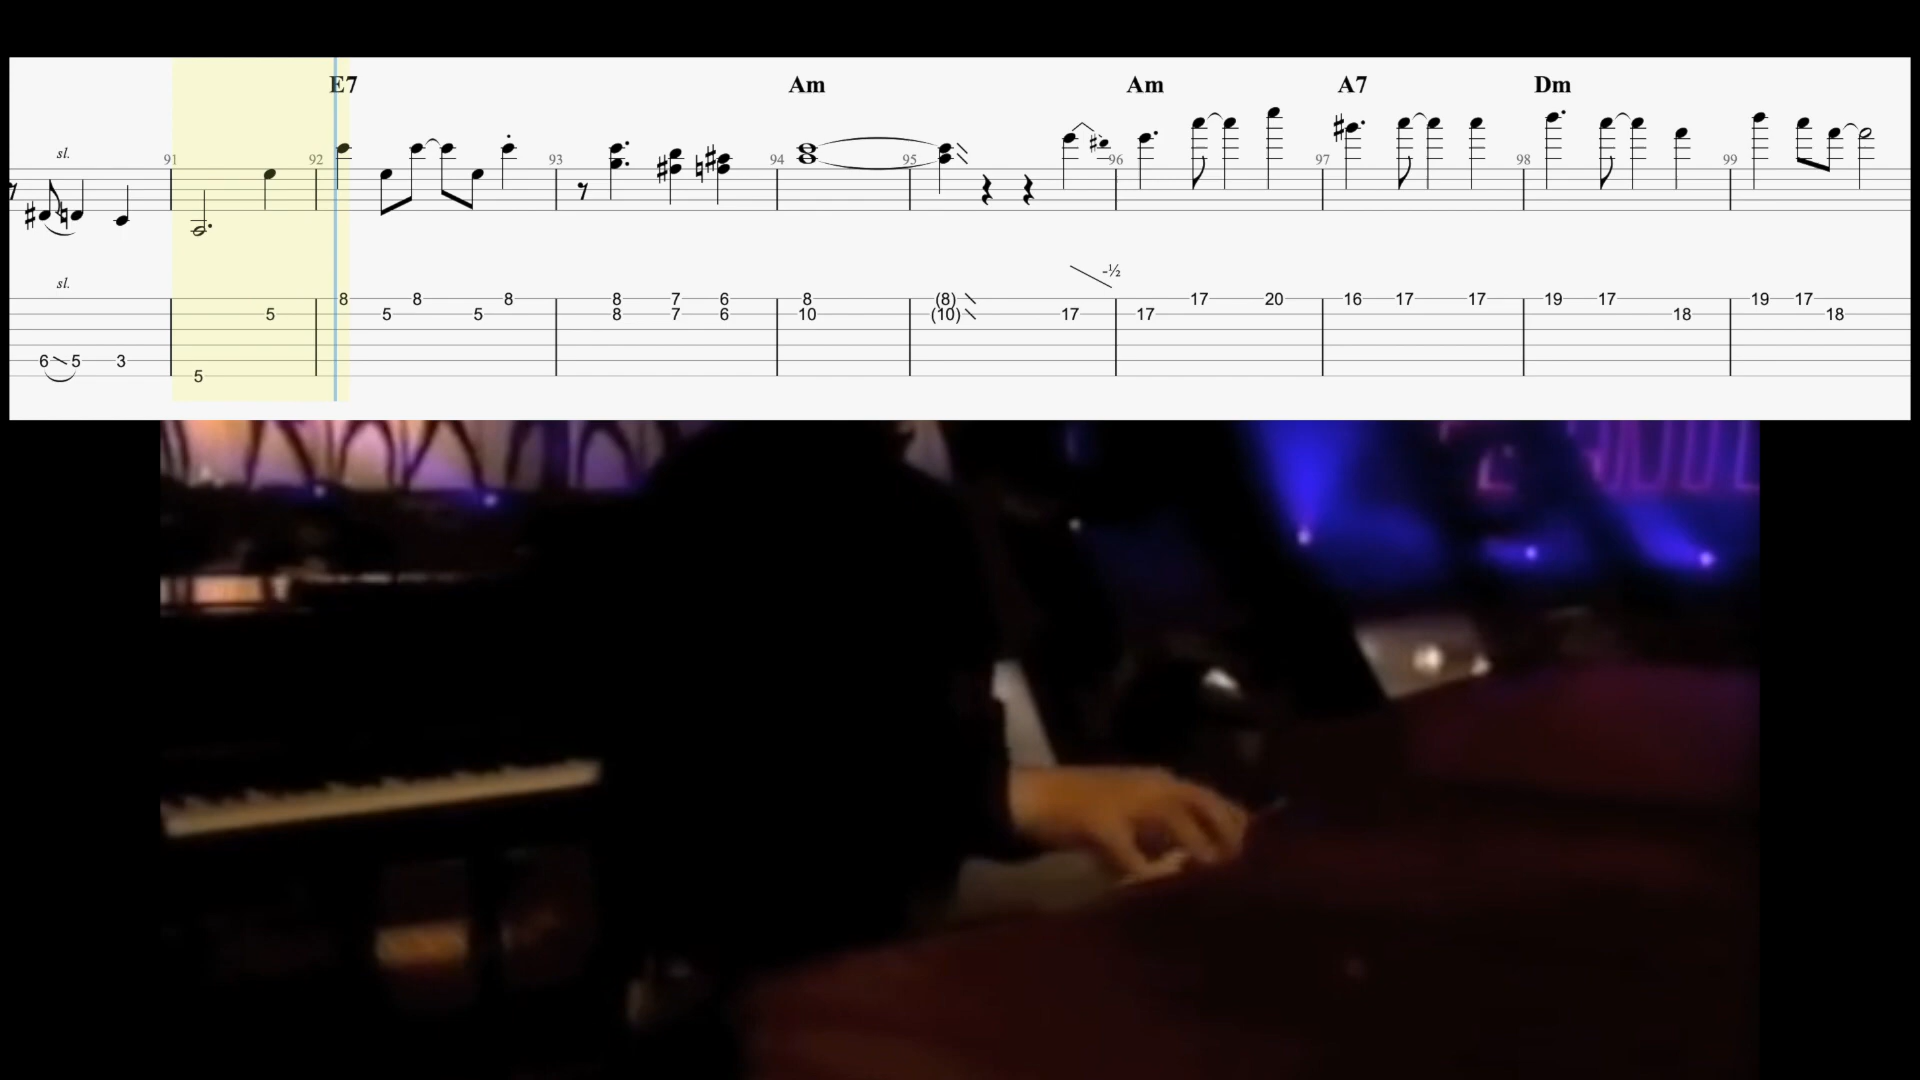 E7 Am Am A7 Dm
sl. 91 92 93 94 95 96 97 98 99
sl. -½
8 8 8 8 7 6 8 (8) 17 20 16 17 17 19 17 19 17
5 5 5 8 7 6 10 (10) 17 17 18 18
6 5 3
5